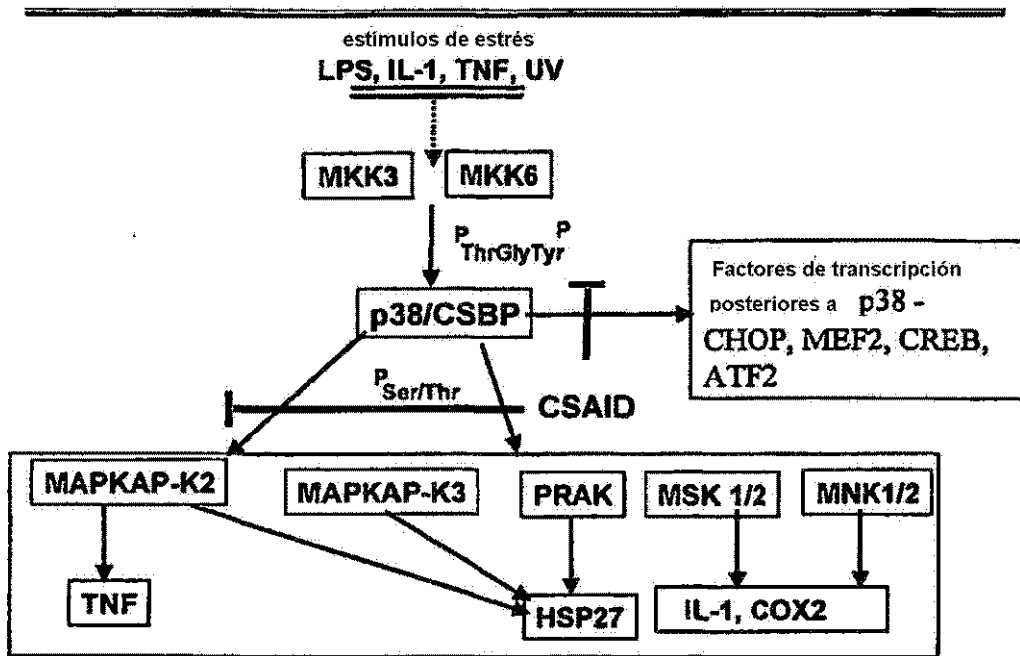 estímulos de estrés
LPS, IL-1, TNF, UV
MKK3
MKK6
P P
ThrGlyTyr
p38/CSBP
Factores de transcripción
posteriores a p38 -
CHOP, MEF2, CREB,
ATF2
P
Ser/Thr
CSAID
MAPKAP-K2
MAPKAP-K3
PRAK
MSK 1/2
MNK1/2
TNF
HSP27
IL-1, COX2